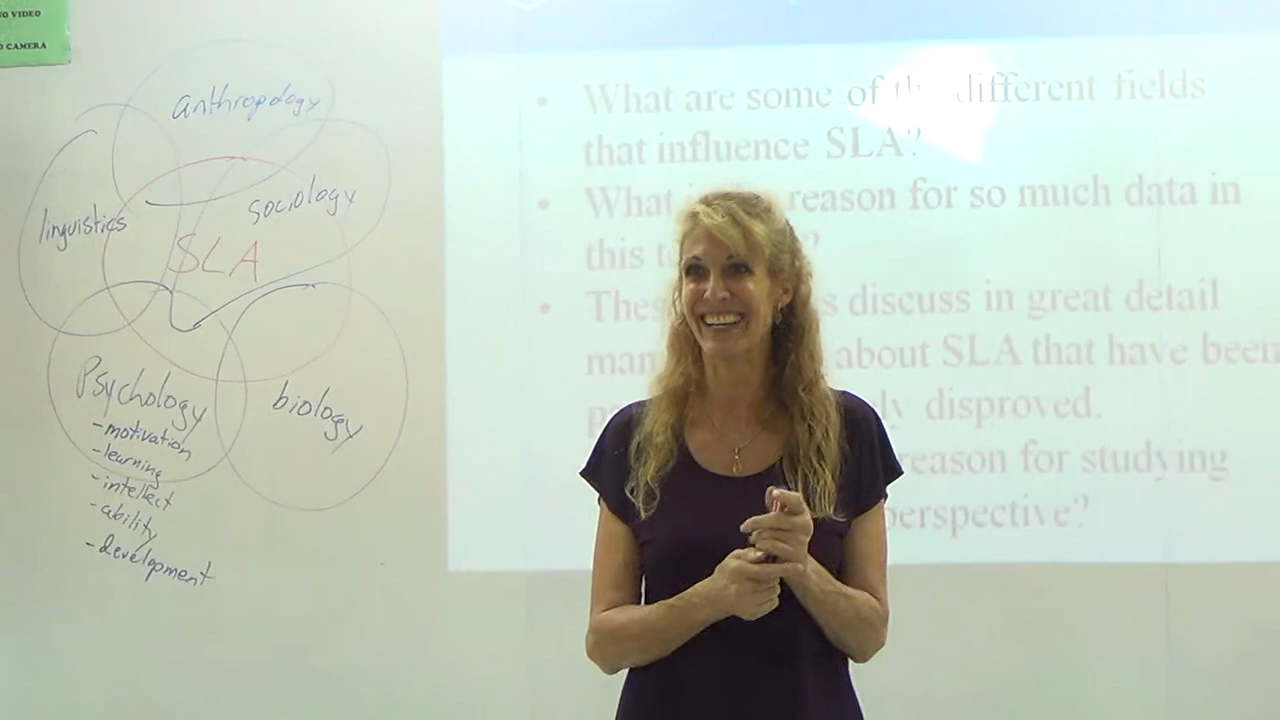 O VIDEO
CAMERA
anthropology
linguistics
sociology
SLA
Psychology
- motivation
- learning
- intellect
- ability
- development
biology
• What are some of the different fields
that influence SLA?
• What reason for so much data in
this ?
• discuss in great detail
about SLA that have been
disproved.
reason for studying
perspective?